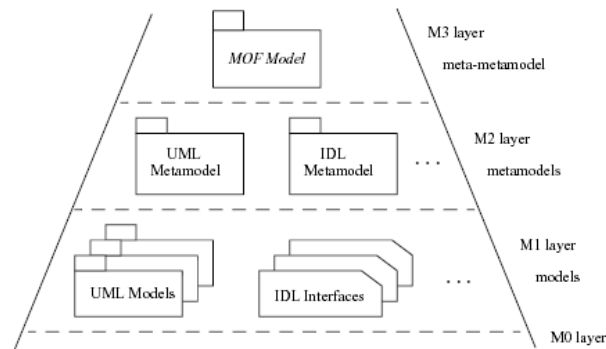 M3 layer
meta-metamodel
MOF Model
M2 layer
metamodels
UML
Metamodel
IDL
Metamodel
. . .
M1 layer
models
UML Models
IDL Interfaces
. . .
M0 layer